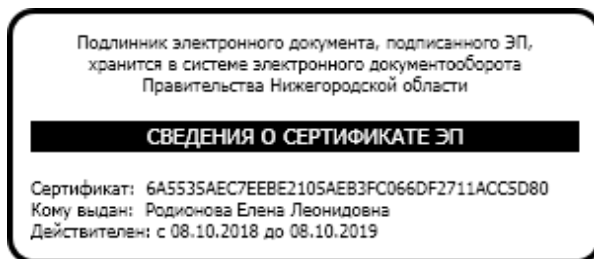 Подлинник электронного документа, подписанного ЭП,
хранится в системе электронного документооборота
Правительства Нижегородской области
СВЕДЕНИЯ О СЕРТИФИКАТЕ ЭП
Сертификат: 6A5535AEC7EEBE2105AEB3FC066DF2711ACC5D80
Кому выдан: Родионова Елена Леонидовна
Действителен: с 08.10.2018 до 08.10.2019